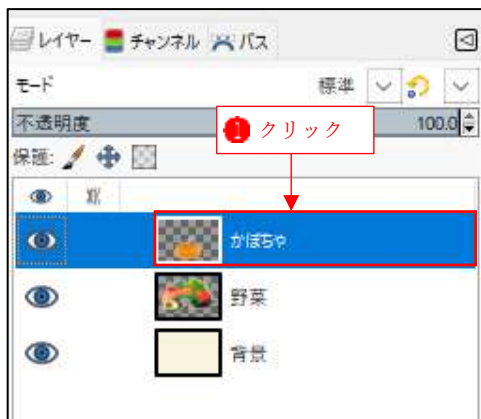 レイヤー チャンネル パス
モード 標準
不透明度 100.0
❶ クリック
保護:
かぼちゃ
野菜
背景